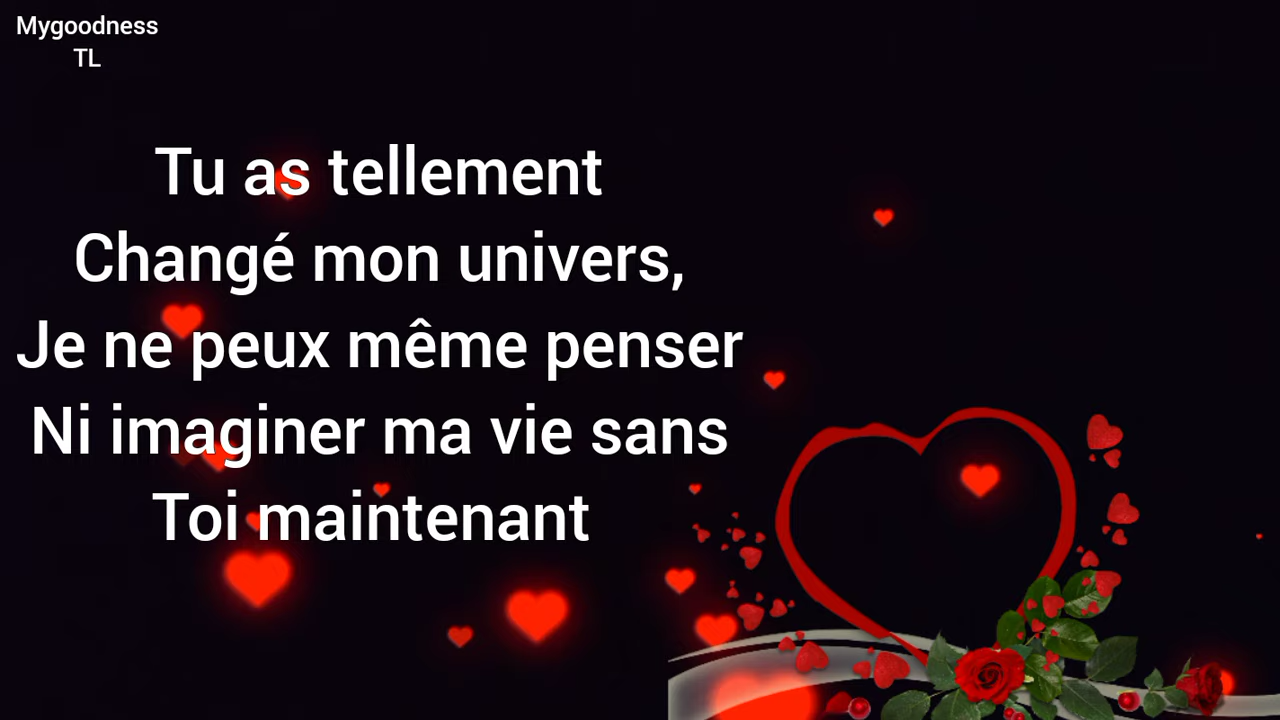 Mygoodness
TL
Tu as tellement
Changé mon univers,
Je ne peux même penser
Ni imaginer ma vie sans
Toi maintenant